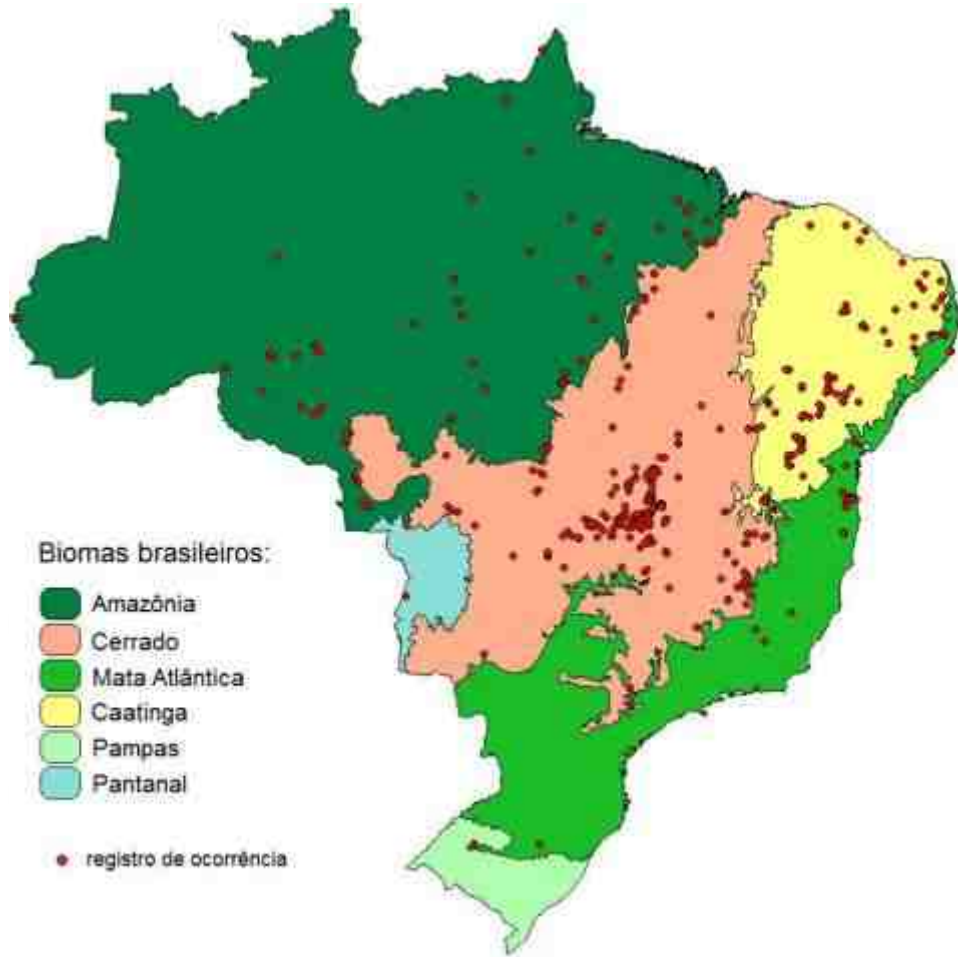 Biomas brasileiros:
Amazônia
Cerrado
Mata Atlântica
Caatinga
Pampas
Pantanal
registro de ocorrência